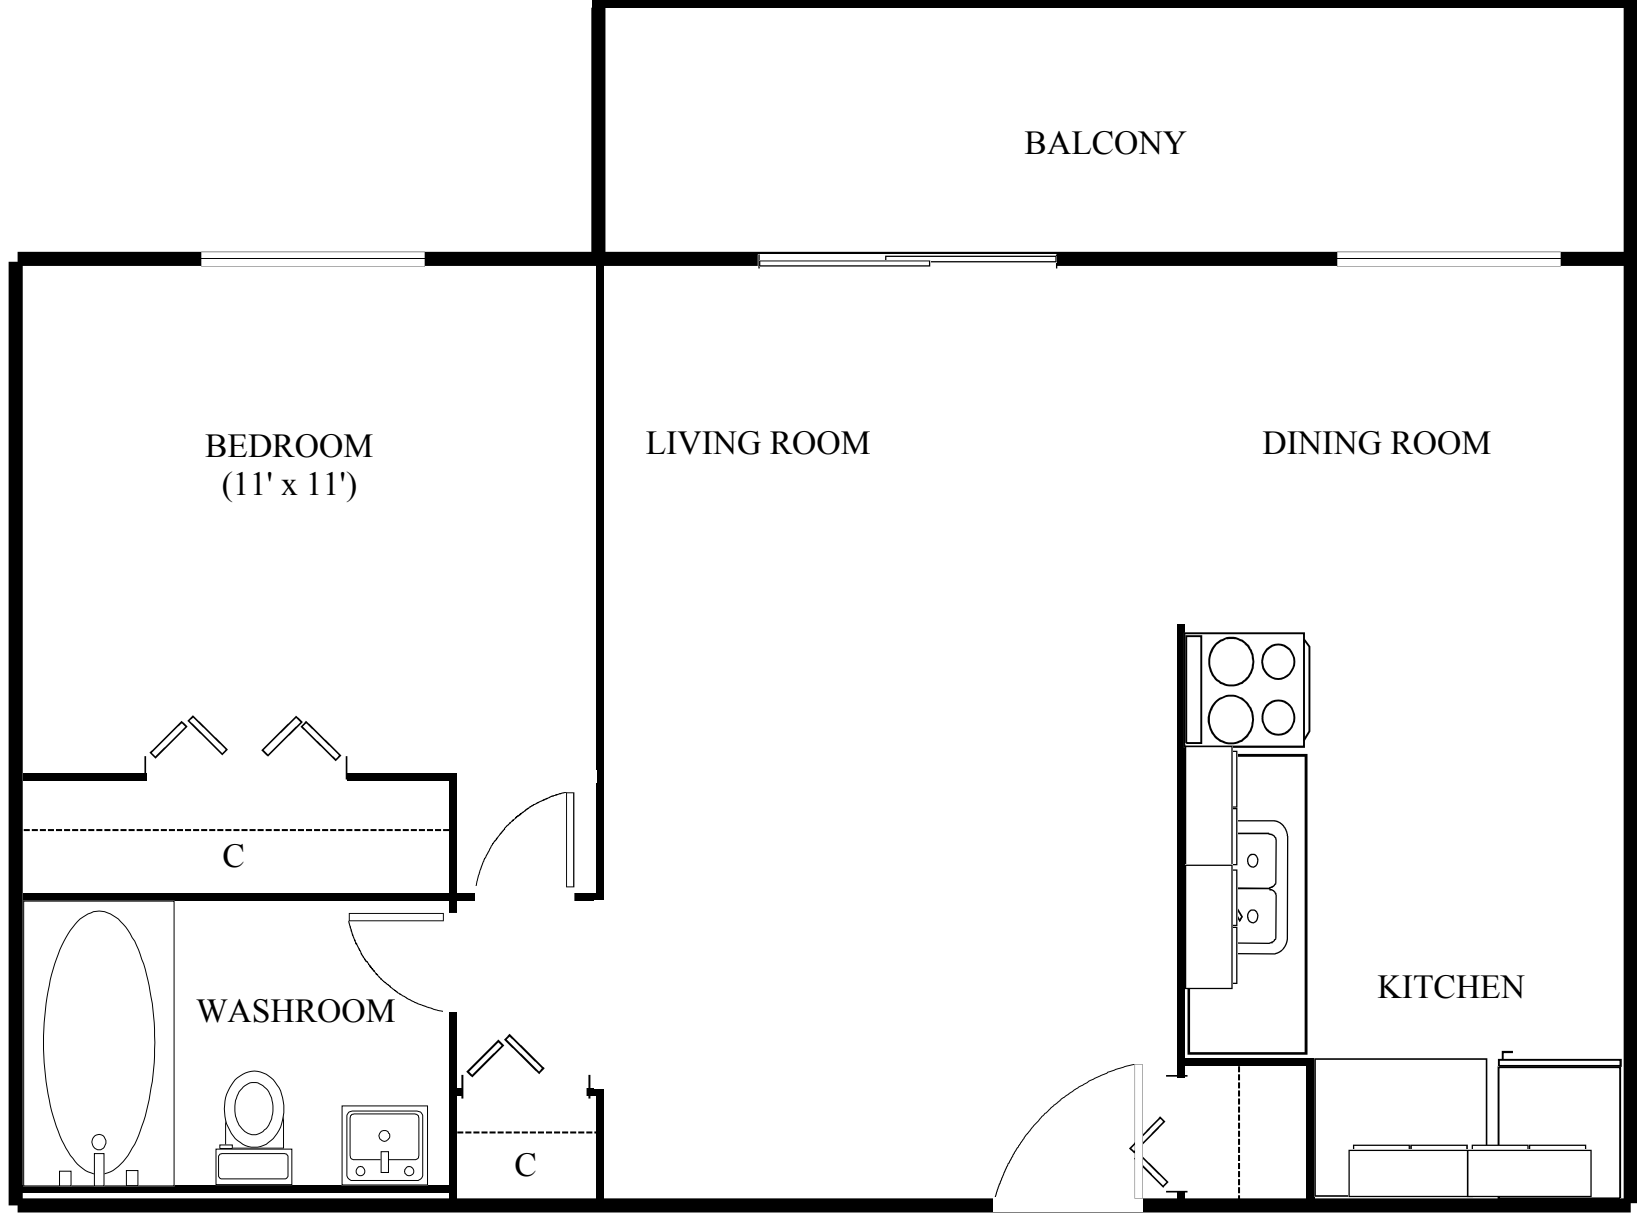 BALCONY
BEDROOM
(11' x 11')
LIVING ROOM
DINING ROOM
C
WASHROOM
KITCHEN
C